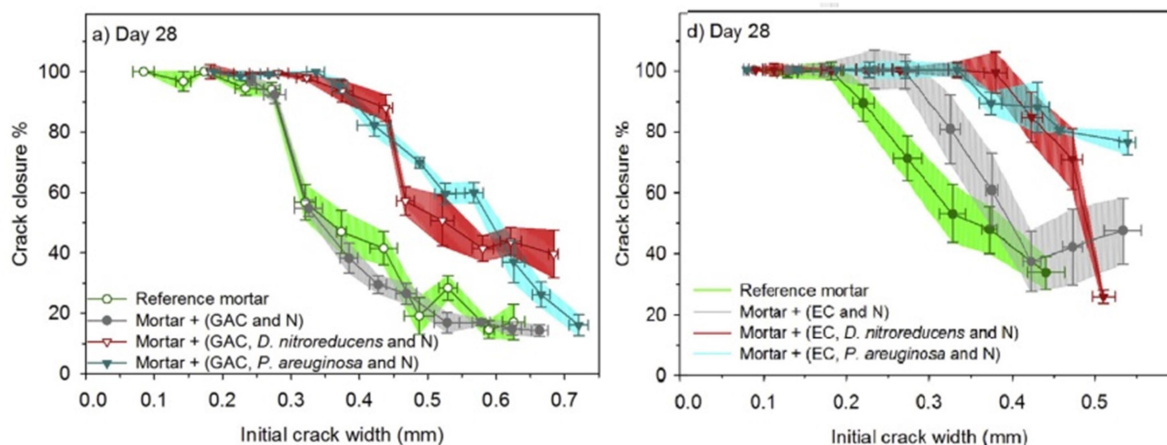 a) Day 28
Crack closure %
100
80
60
40
20
0
Reference mortar
Mortar + (GAC and N)
Mortar + (GAC, D. nitroreducens and N)
Mortar + (GAC, P. areuginosa and N)
0.0 0.1 0.2 0.3 0.4 0.5 0.6 0.7
Initial crack width (mm)
d) Day 28
Crack closure %
100
80
60
40
20
0
Reference mortar
Mortar + (EC and N)
Mortar + (EC, D. nitroreducens and N)
Mortar + (EC, P. areuginosa and N)
0.0 0.1 0.2 0.3 0.4 0.5
Initial crack width (mm)